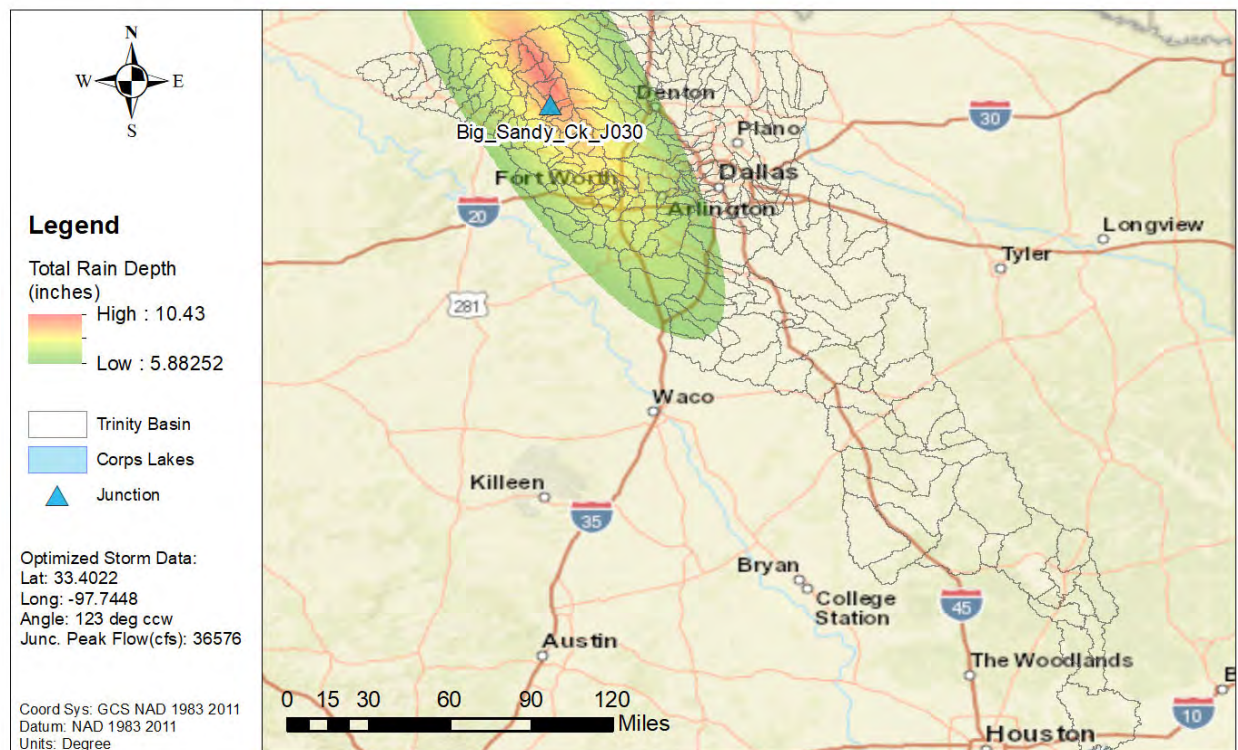 N
W E
S
Legend
Total Rain Depth
(inches)
High : 10.43
Low : 5.88252
Trinity Basin
Corps Lakes
Junction
Optimized Storm Data:
Lat: 33.4022
Long: -97.7448
Angle: 123 deg ccw
Junc. Peak Flow(cfs): 36576
Coord Sys: GCS NAD 1983 2011
Datum: NAD 1983 2011
Units: Degree
Denton
30
Plano
Big_Sandy_Ck_J030
Fort Worth
Dallas
20
Arlington
Longview
Tyler
281
Waco
Killeen
35
Bryan
College
Station
45
Austin
The Woodlands
10
Houston
0 15 30 60 90 120
Miles